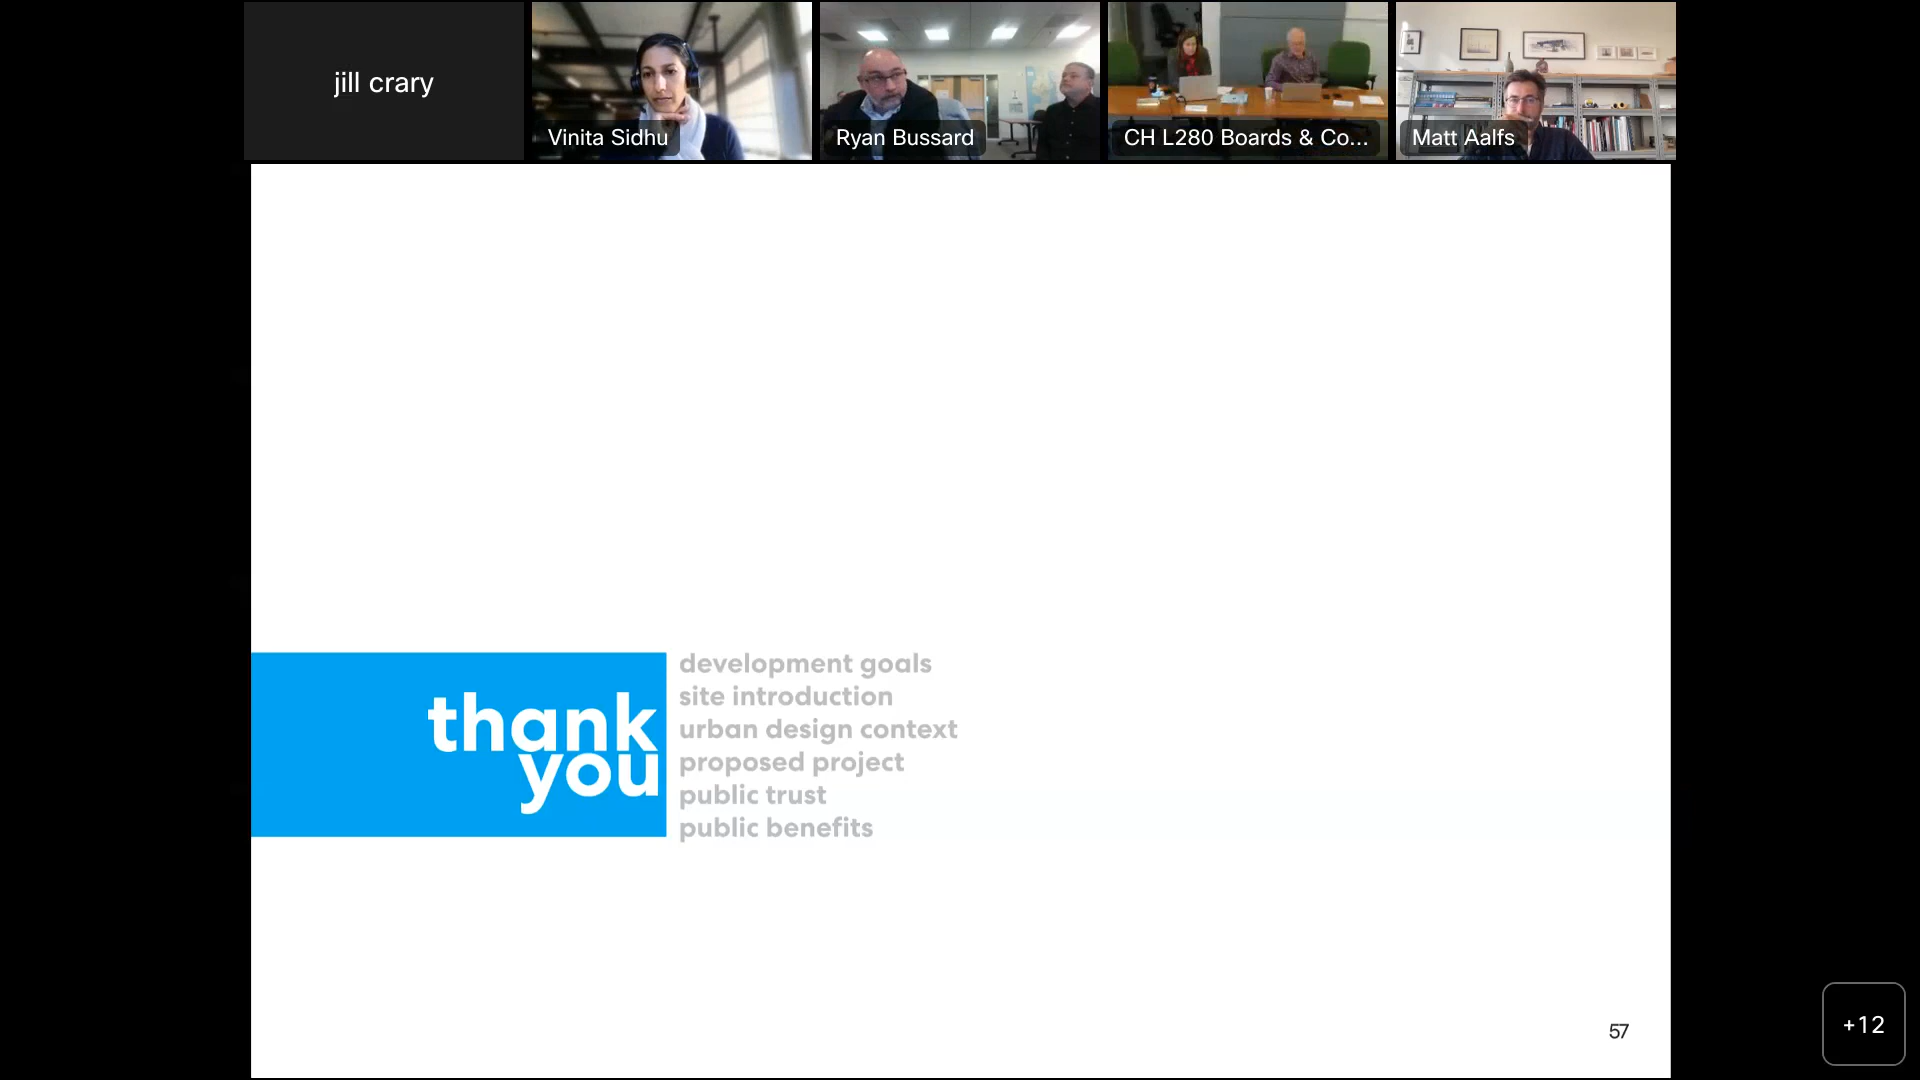 jill crary
Vinita Sidhu
Ryan Bussard
CH L280 Boards & Co...
Matt Aalfs
thank
you
development goals
site introduction
urban design context
proposed project
public trust
public benefits
57
+12